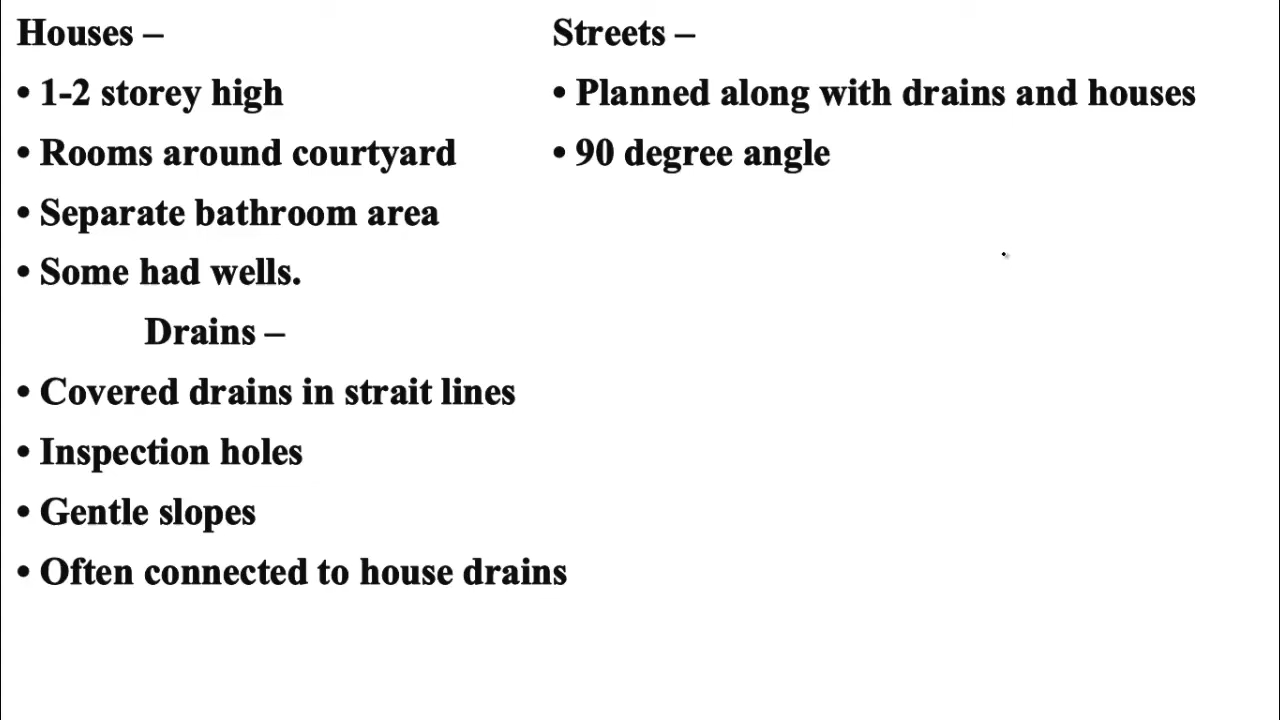 Houses –
• 1-2 storey high
• Rooms around courtyard
• Separate bathroom area
• Some had wells.
Drains –
• Covered drains in strait lines
• Inspection holes
• Gentle slopes
• Often connected to house drains
Streets –
• Planned along with drains and houses
• 90 degree angle